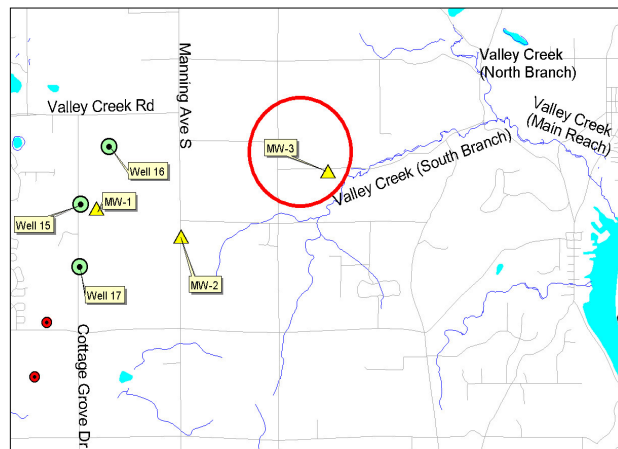 Valley Creek
(North Branch)
Manning Ave S
Valley Creek Rd
Valley Creek
(Main Reach)
MW-3
Valley Creek (South Branch)
Well 16
MW-1
Well 15
MW-2
Well 17
Cottage Grove Dr.